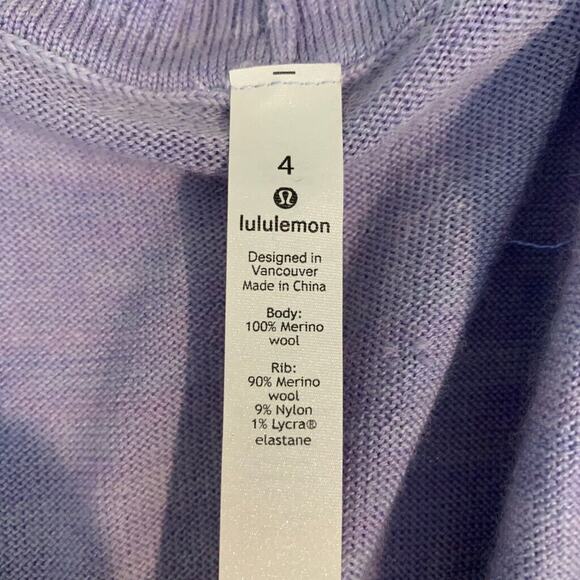 4
lululemon
Designed in
Vancouver
Made in China
Body:
100% Merino
wool
Rib:
90% Merino
wool
9% Nylon
1% Lycra®
elastane